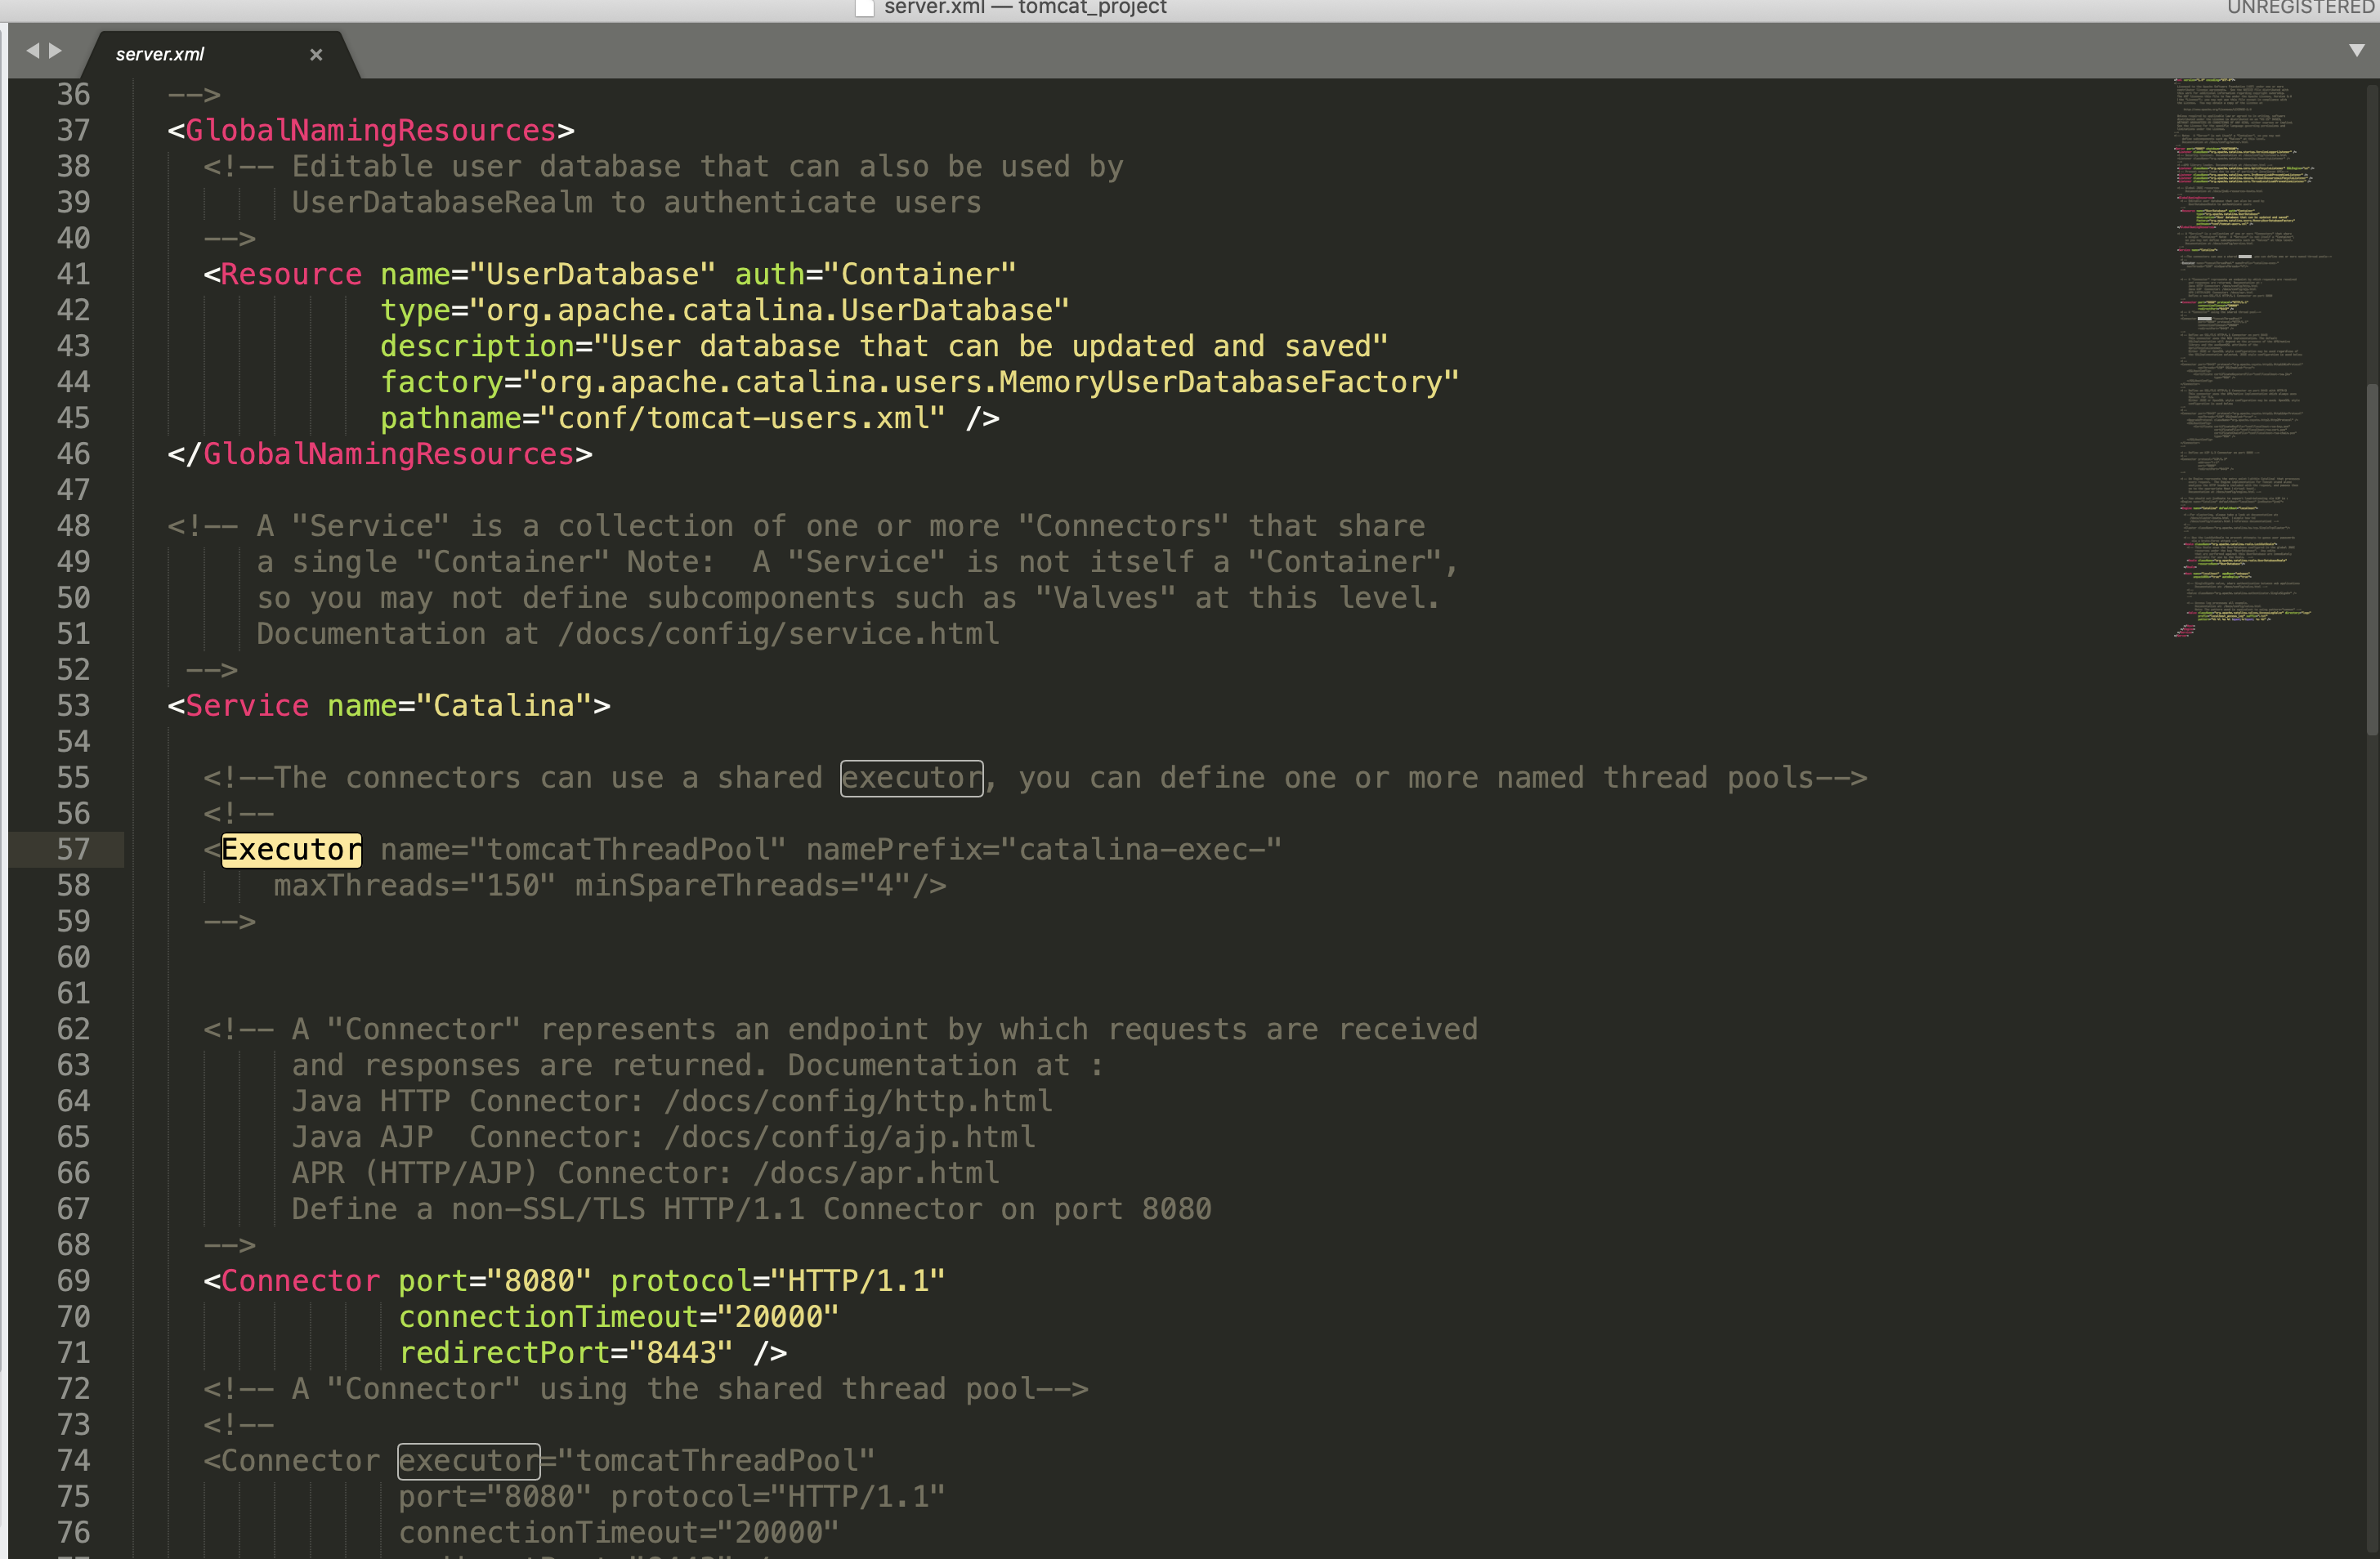 server.xml — tomcat_project
UNREGISTERED
server.xml
36 -->
37 <GlobalNamingResources>
38 <!-- Editable user database that can also be used by
39 UserDatabaseRealm to authenticate users
40 -->
41 <Resource name="UserDatabase" auth="Container"
42 type="org.apache.catalina.UserDatabase"
43 description="User database that can be updated and saved"
44 factory="org.apache.catalina.users.MemoryUserDatabaseFactory"
45 pathname="conf/tomcat-users.xml" />
46 </GlobalNamingResources>
47
48 <!-- A "Service" is a collection of one or more "Connectors" that share
49 a single "Container" Note:  A "Service" is not itself a "Container",
50 so you may not define subcomponents such as "Valves" at this level.
51 Documentation at /docs/config/service.html
52 -->
53 <Service name="Catalina">
54
55 <!--The connectors can use a shared executor, you can define one or more named thread pools-->
56 <!--
57 <Executor name="tomcatThreadPool" namePrefix="catalina-exec-"
58 maxThreads="150" minSpareThreads="4"/>
59 -->
60
61
62 <!-- A "Connector" represents an endpoint by which requests are received
63 and responses are returned. Documentation at :
64 Java HTTP Connector: /docs/config/http.html
65 Java AJP  Connector: /docs/config/ajp.html
66 APR (HTTP/AJP) Connector: /docs/apr.html
67 Define a non-SSL/TLS HTTP/1.1 Connector on port 8080
68 -->
69 <Connector port="8080" protocol="HTTP/1.1"
70 connectionTimeout="20000"
71 redirectPort="8443" />
72 <!-- A "Connector" using the shared thread pool-->
73 <!--
74 <Connector executor="tomcatThreadPool"
75 port="8080" protocol="HTTP/1.1"
76 connectionTimeout="20000"